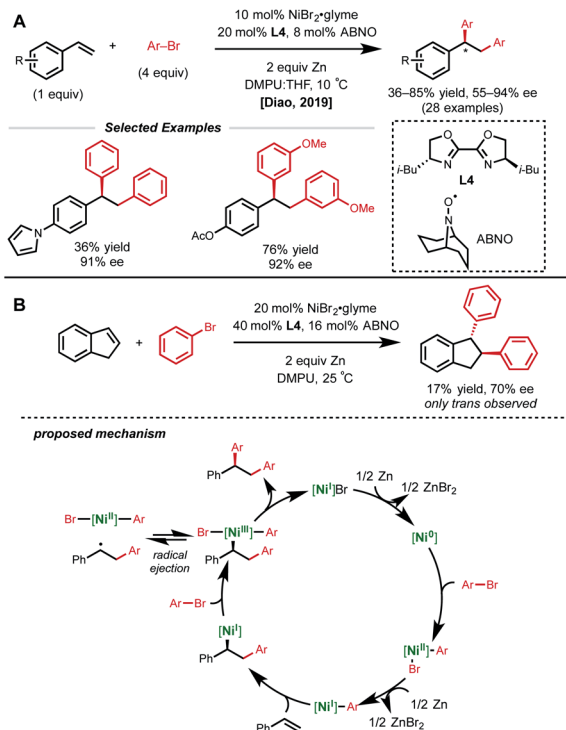 A
10 mol% NiBr₂•glyme
20 mol% L4, 8 mol% ABNO
R
+
Ar–Br
(1 equiv)
(4 equiv)
2 equiv Zn
DMPU:THF, 10 ˚C
[Diao, 2019]
Ar
Ar
R
*
36–85% yield, 55–94% ee
(28 examples)
Selected Examples
N
36% yield
91% ee
OMe
AcO
OMe
76% yield
92% ee
O
O
N
N
i-Bu
L4
i-Bu
O•
N
ABNO
B
20 mol% NiBr₂•glyme
40 mol% L4, 16 mol% ABNO
+
Br
2 equiv Zn
DMPU, 25 ˚C
17% yield, 70% ee
only trans observed
proposed mechanism
Ar
Ph
Ar
[Niᴵ]Br
1/2 Zn
1/2 ZnBr₂
Br–[Niᴵᴵ]–Ar
Ph
•
Ar
radical
ejection
Br–[Niᴵᴵᴵ]–Ar
Ph
Ar
[Ni⁰]
Ar–Br
Ar–Br
[Niᴵ]
Ph
Ar
[Niᴵᴵ]–Ar
Br
[Niᴵ]–Ar
1/2 Zn
1/2 ZnBr₂
Ph